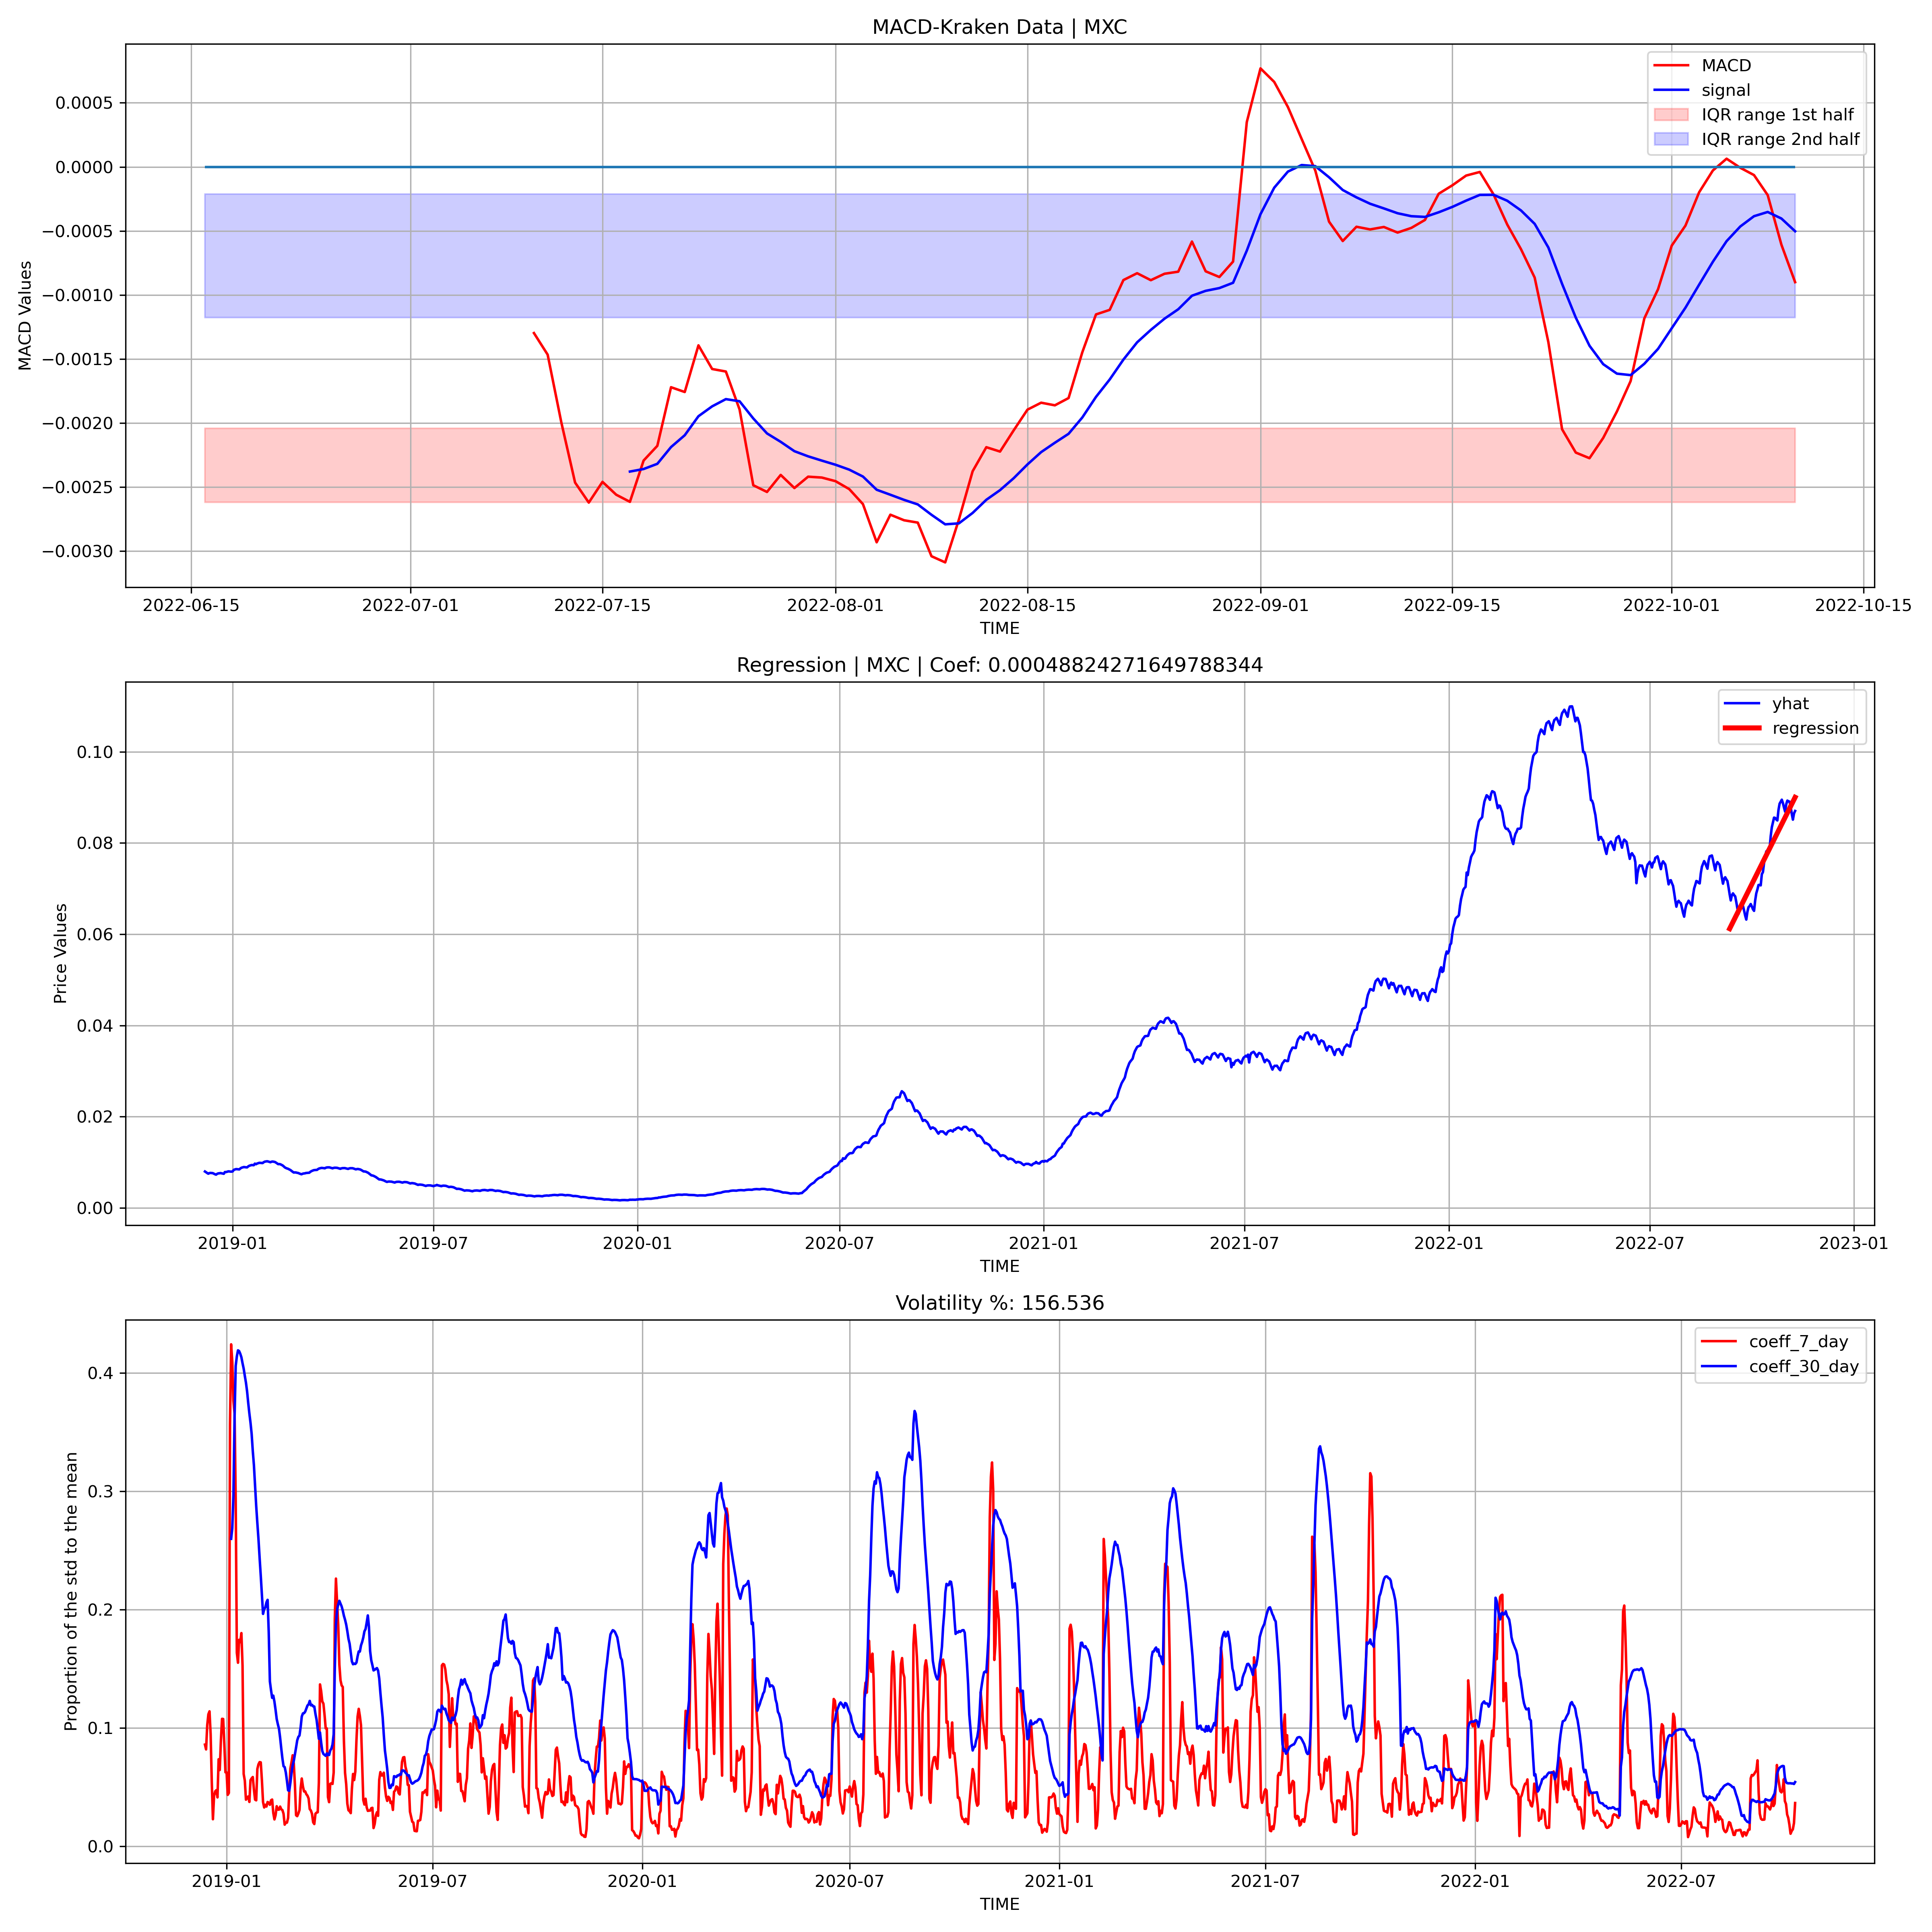 MACD-Kraken Data | MXC
MACD
signal
IQR range 1st half
IQR range 2nd half
0.0005
0.0000
−0.0005
−0.0010
−0.0015
−0.0020
−0.0025
−0.0030
MACD Values
2022-06-15 2022-07-01 2022-07-15 2022-08-01 2022-08-15 2022-09-01 2022-09-15 2022-10-01 2022-10-15
TIME
Regression | MXC | Coef: 0.00048824271649788344
yhat
regression
0.10
0.08
0.06
0.04
0.02
0.00
Price Values
2019-01 2019-07 2020-01 2020-07 2021-01 2021-07 2022-01 2022-07 2023-01
TIME
Volatility %: 156.536
coeff_7_day
coeff_30_day
0.4
0.3
0.2
0.1
0.0
Proportion of the std to the mean
2019-01 2019-07 2020-01 2020-07 2021-01 2021-07 2022-01 2022-07
TIME